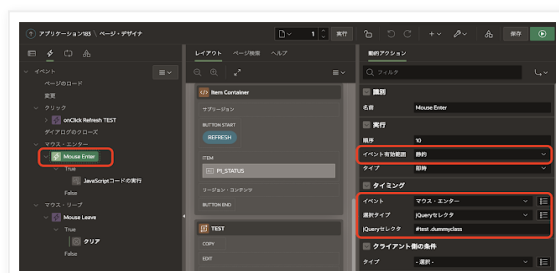 アプリケーション183 \ ページ・デザイナ
1
実行
保存
イベント
ページのロード
変更
クリック
onClick Refresh TEST
ダイアログのクローズ
マウス・エンター
Mouse Enter
True
JavaScriptコードの実行
False
マウス・リーブ
Mouse Leave
True
クリア
False
レイアウト ページ検索 ヘルプ
Item Container
サブリージョン
BUTTON START
REFRESH
ITEM
P1_STATUS
リージョン・コンテンツ
BUTTON END
TEST
COPY
EDIT
動的アクション
フィルタ
識別
名前 Mouse Enter
実行
順序 10
イベント有効範囲 静的
タイプ 即時
タイミング
イベント マウス・エンター
選択タイプ jQueryセレクタ
jQueryセレクタ #test .dummyclass
クライアント側の条件
タイプ - 選択 -